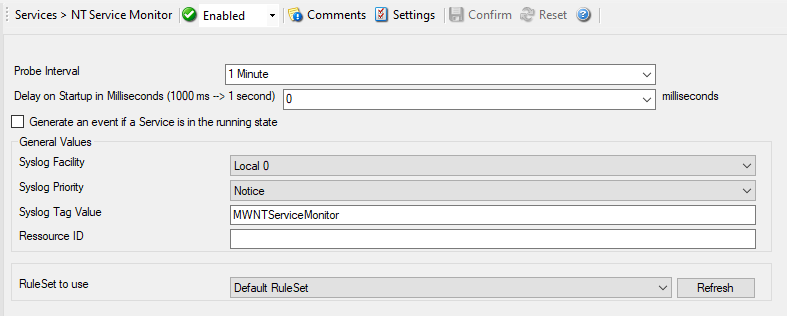 Services > NT Service Monitor Enabled Comments Settings Confirm Reset
Probe Interval 1 Minute
Delay on Startup in Milliseconds (1000 ms --> 1 second) 0 milliseconds
Generate an event if a Service is in the running state
General Values
Syslog Facility Local 0
Syslog Priority Notice
Syslog Tag Value MWNTServiceMonitor
Ressource ID
RuleSet to use Default RuleSet Refresh